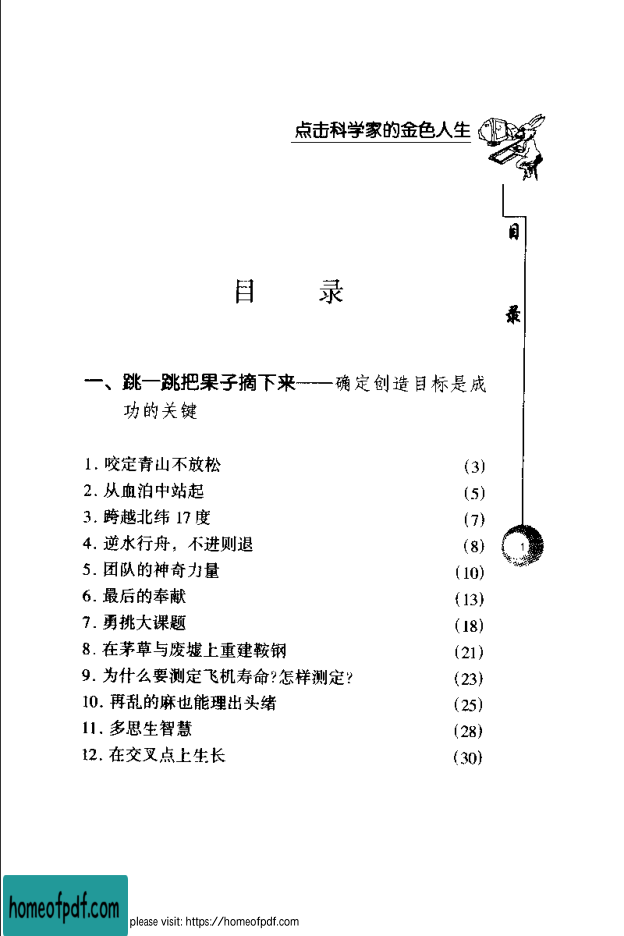 点击科学家的金色人生
目
录
目 录
一、跳一跳把果子摘下来——确定创造目标是成
功的关键
1. 咬定青山不放松 (3)
2. 从血泊中站起 (5)
3. 跨越北纬 17 度 (7)
4. 逆水行舟，不进则退 (8)
5. 团队的神奇力量 (10)
6. 最后的奉献 (13)
7. 勇挑大课题 (18)
8. 在茅草与废墟上重建鞍钢 (21)
9. 为什么要测定飞机寿命?怎样测定? (23)
10. 再乱的麻也能理出头绪 (25)
11. 多思生智慧 (28)
12. 在交叉点上生长 (30)
1
homeofpdf.com
please visit: https://homeofpdf.com